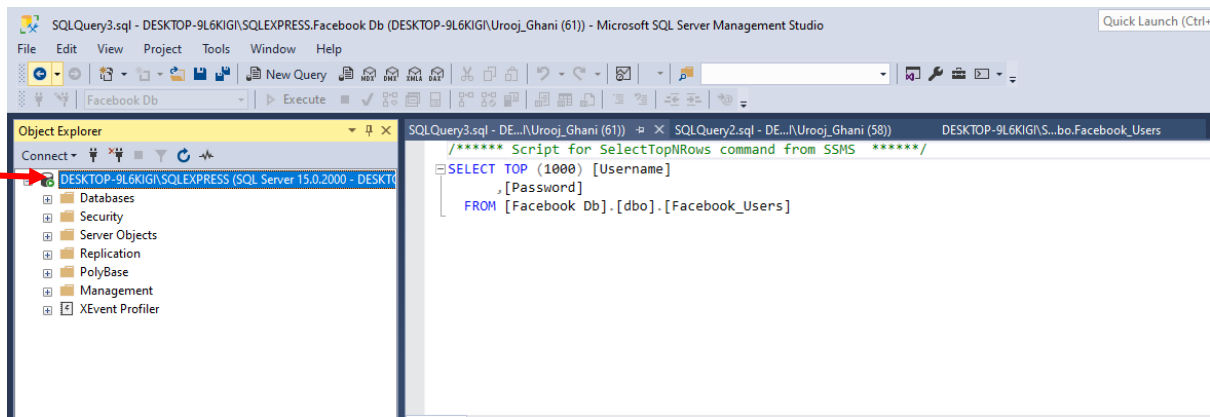 SQLQuery3.sql - DESKTOP-9L6KIGI\SQLEXPRESS.Facebook Db (DESKTOP-9L6KIGI\Urooj_Ghani (61)) - Microsoft SQL Server Management Studio
Quick Launch (Ctrl+
File Edit View Project Tools Window Help
New Query MDX DMX XMLA DAX
Facebook Db Execute
Object Explorer
SQLQuery3.sql - DE...I\Urooj_Ghani (61)) SQLQuery2.sql - DE...I\Urooj_Ghani (58)) DESKTOP-9L6KIGI\S...bo.Facebook_Users
Connect
DESKTOP-9L6KIGI\SQLEXPRESS (SQL Server 15.0.2000 - DESKTO
Databases
Security
Server Objects
Replication
PolyBase
Management
XEvent Profiler
/****** Script for SelectTopNRows command from SSMS ******/
SELECT TOP (1000) [Username]
,[Password]
FROM [Facebook Db].[dbo].[Facebook_Users]